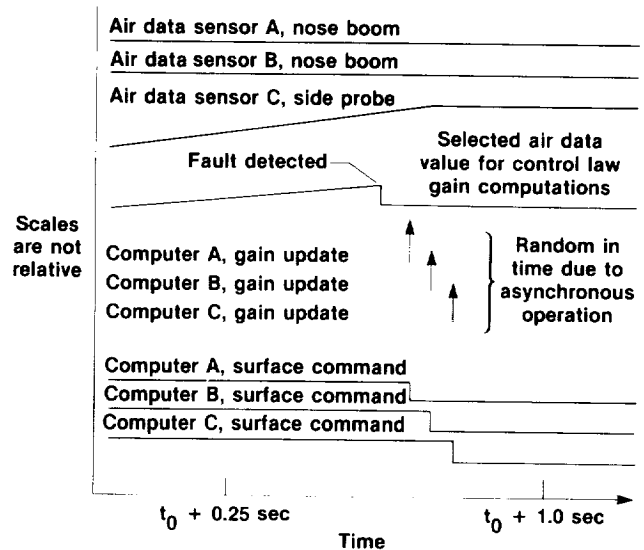 Air data sensor A, nose boom
Air data sensor B, nose boom
Air data sensor C, side probe
Fault detected
Selected air data
value for control law
gain computations
Scales
are not
relative
Computer A, gain update
Computer B, gain update
Computer C, gain update
Random in
time due to
asynchronous
operation
Computer A, surface command
Computer B, surface command
Computer C, surface command
t0 + 0.25 sec
t0 + 1.0 sec
Time